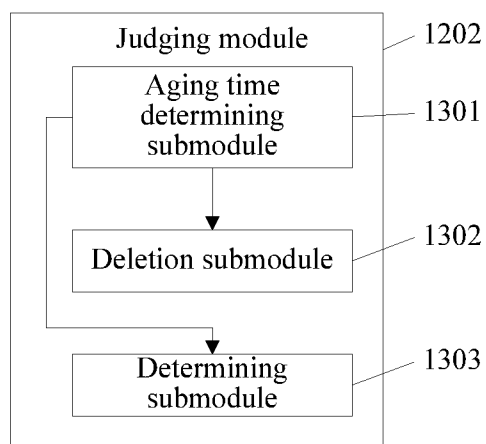 Judging module
1202
Aging time
determining
submodule
1301
Deletion submodule
1302
Determining
submodule
1303